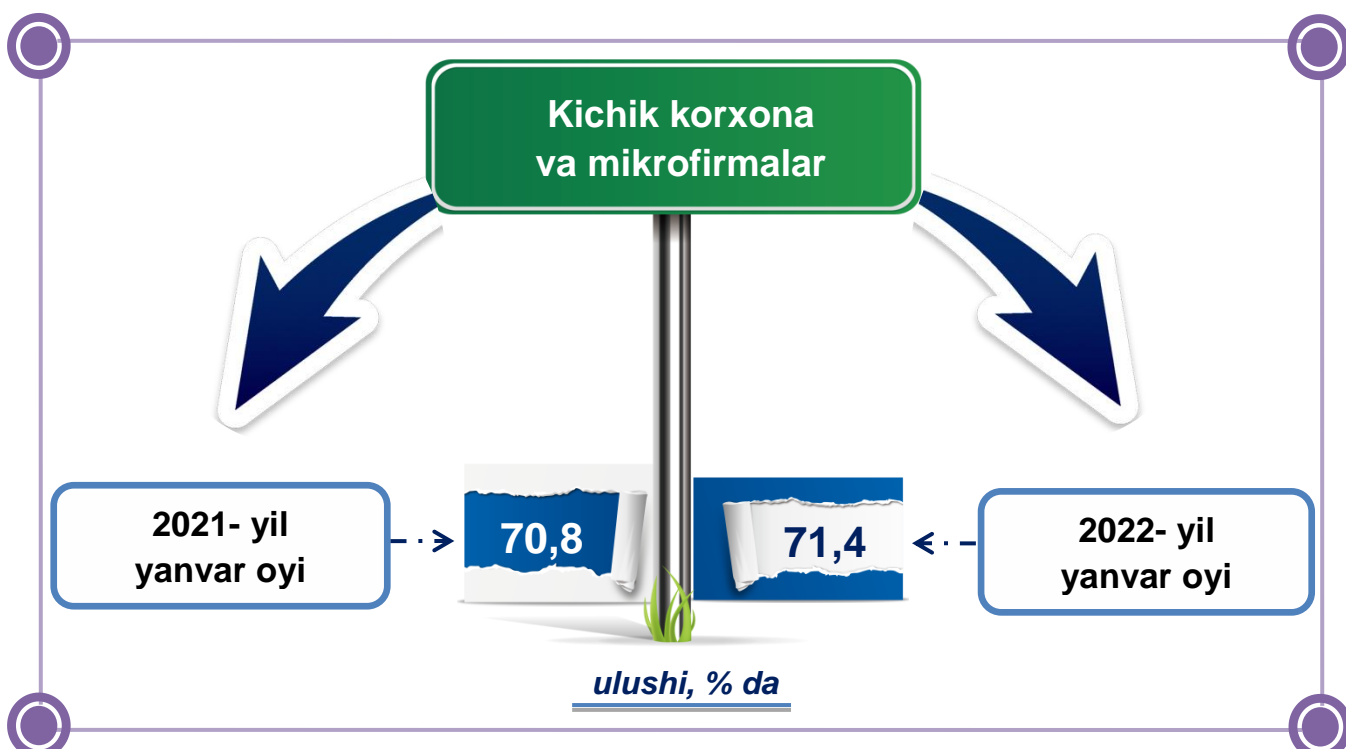 Kichik korxona
va mikrofirmalar
2021- yil
yanvar oyi
70,8
71,4
2022- yil
yanvar oyi
ulushi, % da